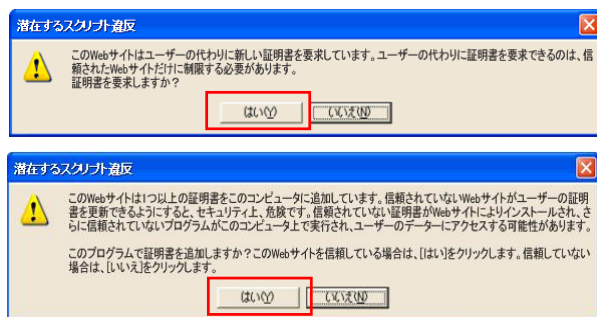 潜在するスクリプト違反
このWebサイトはユーザーの代わりに新しい証明書を要求しています。ユーザーの代わりに証明書を要求できるのは、信
頼されたWebサイトだけに制限する必要があります。
証明書を要求しますか？
はい(Y)
いいえ(N)
潜在するスクリプト違反
このWebサイトは1つ以上の証明書をこのコンピュータに追加しています。信頼されていないWebサイトがユーザーの証明
書を更新できるようにすると、セキュリティ上、危険です。信頼されていない証明書がWebサイトによりインストールされ、さ
らに信頼されていないプログラムがこのコンピュータ上で実行され、ユーザーのデーターにアクセスする可能性があります。
このプログラムで証明書を追加しますか？このWebサイトを信頼している場合は、[はい]をクリックします。信頼していない
場合は、[いいえ]をクリックします。
はい(Y)
いいえ(N)